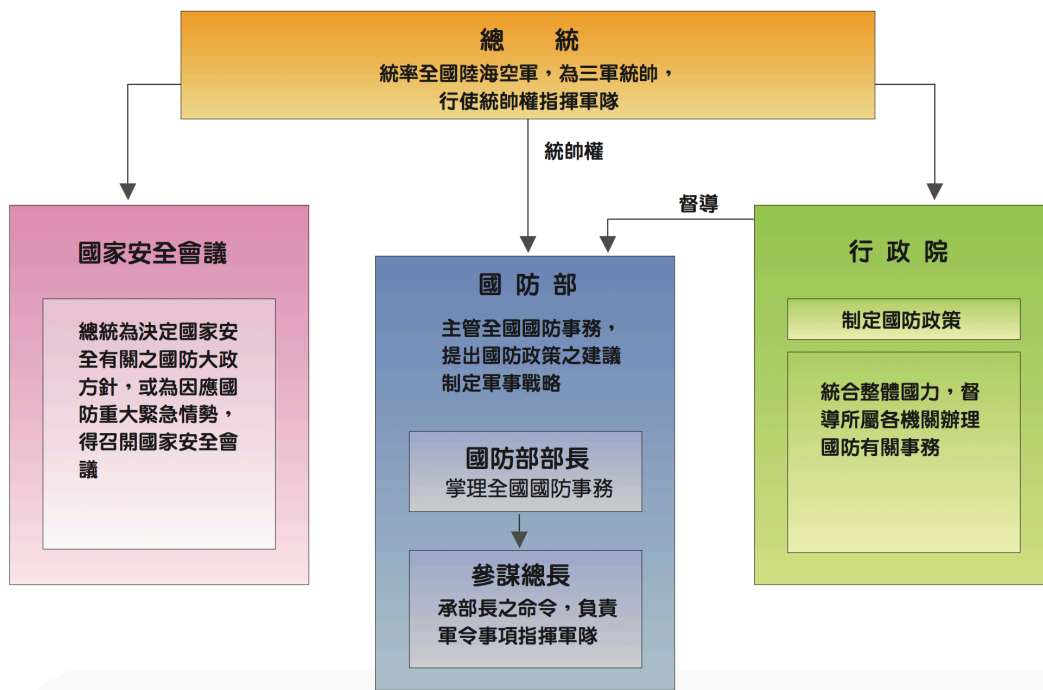 總 統
統率全國陸海空軍，為三軍統帥，
行使統帥權指揮軍隊
統帥權
督導
國家安全會議
總統為決定國家安
全有關之國防大政
方針，或為因應國
防重大緊急情勢，
得召開國家安全會
議
國 防 部
主管全國國防事務，
提出國防政策之建議
制定軍事戰略
國防部部長
掌理全國國防事務
參謀總長
承部長之命令，負責
軍令事項指揮軍隊
行 政 院
制定國防政策
統合整體國力，督
導所屬各機關辦理
國防有關事務